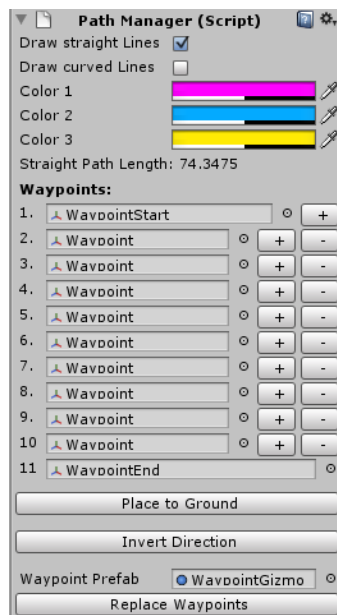 Path Manager (Script)
Draw straight Lines
Draw curved Lines
Color 1
Color 2
Color 3
Straight Path Length: 74.3475
Waypoints:
1. WaypointStart +
2. Waypoint + -
3. Waypoint + -
4. Waypoint + -
5. Waypoint + -
6. Waypoint + -
7. Waypoint + -
8. Waypoint + -
9. Waypoint + -
10 Waypoint + -
11 WaypointEnd
Place to Ground
Invert Direction
Waypoint Prefab WaypointGizmo
Replace Waypoints